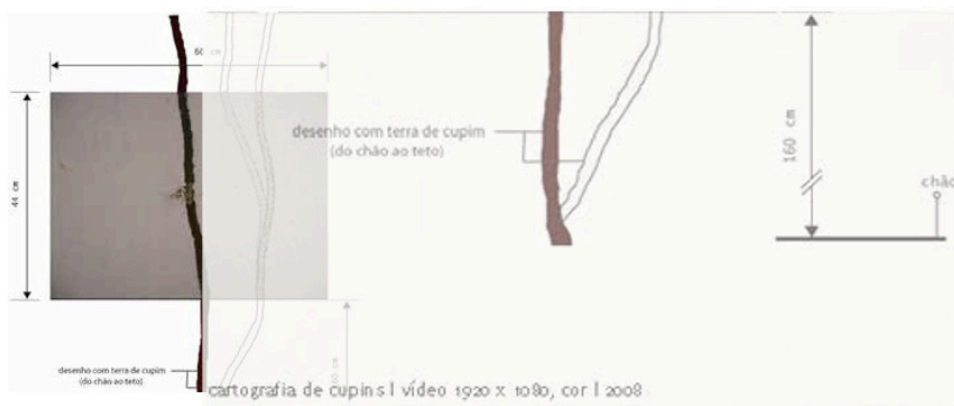 60 cm
44 cm
desenho com terra de cupim
(do chão ao teto)
160 cm
chão
desenho com terra de cupim
(do chão ao teto)
cm
cartografia de cupins | vídeo 1920 x 1080, cor | 2008